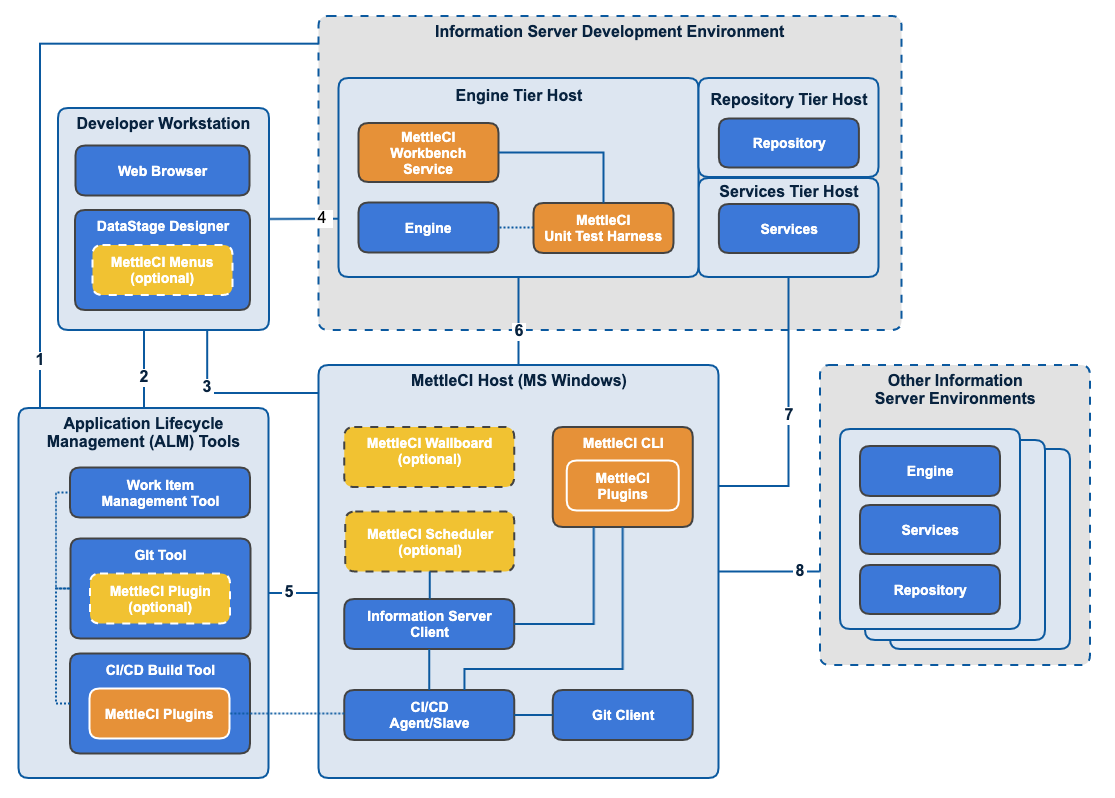 Information Server Development Environment
Engine Tier Host
MettleCI
Workbench
Service
Engine
MettleCI
Unit Test Harness
Repository Tier Host
Repository
Services Tier Host
Services
Developer Workstation
Web Browser
DataStage Designer
MettleCI Menus
(optional)
4
6
1
2
3
7
Application Lifecycle
Management (ALM) Tools
Work Item
Management Tool
Git Tool
MettleCI Plugin
(optional)
CI/CD Build Tool
MettleCI Plugins
5
MettleCI Host (MS Windows)
MettleCI Wallboard
(optional)
MettleCI CLI
MettleCI
Plugins
MettleCI Scheduler
(optional)
Information Server
Client
CI/CD
Agent/Slave
Git Client
8
Other Information
Server Environments
Engine
Services
Repository